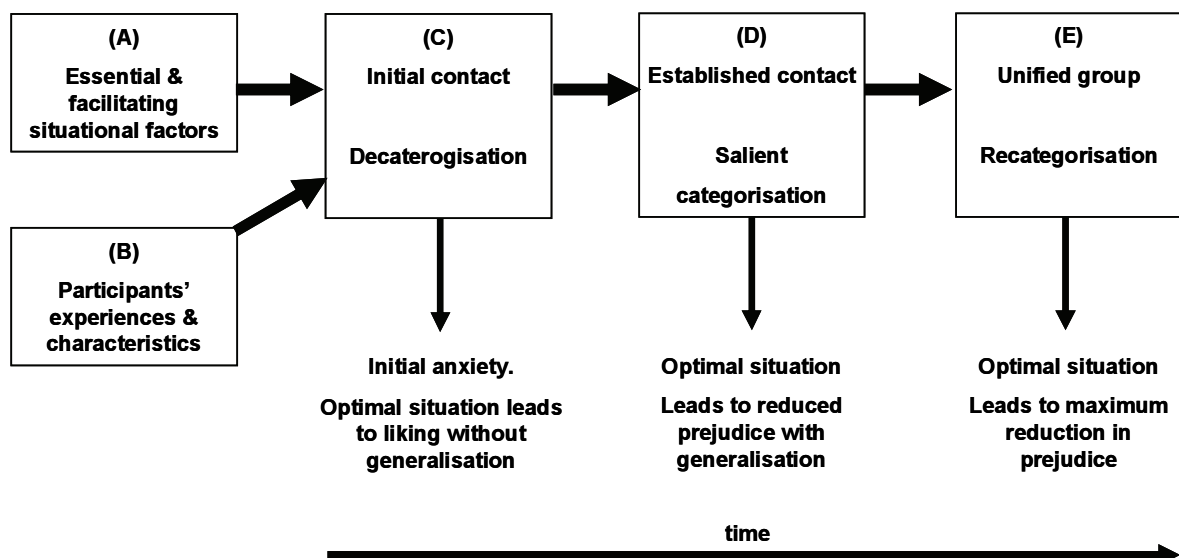 (A)
Essential &
facilitating
situational factors
(B)
Participants’
experiences &
characteristics
(C)
Initial contact
Decaterogisation
(D)
Established contact
Salient
categorisation
(E)
Unified group
Recategorisation
Initial anxiety.
Optimal situation leads
to liking without
generalisation
Optimal situation
Leads to reduced
prejudice with
generalisation
Optimal situation
Leads to maximum
reduction in
prejudice
time